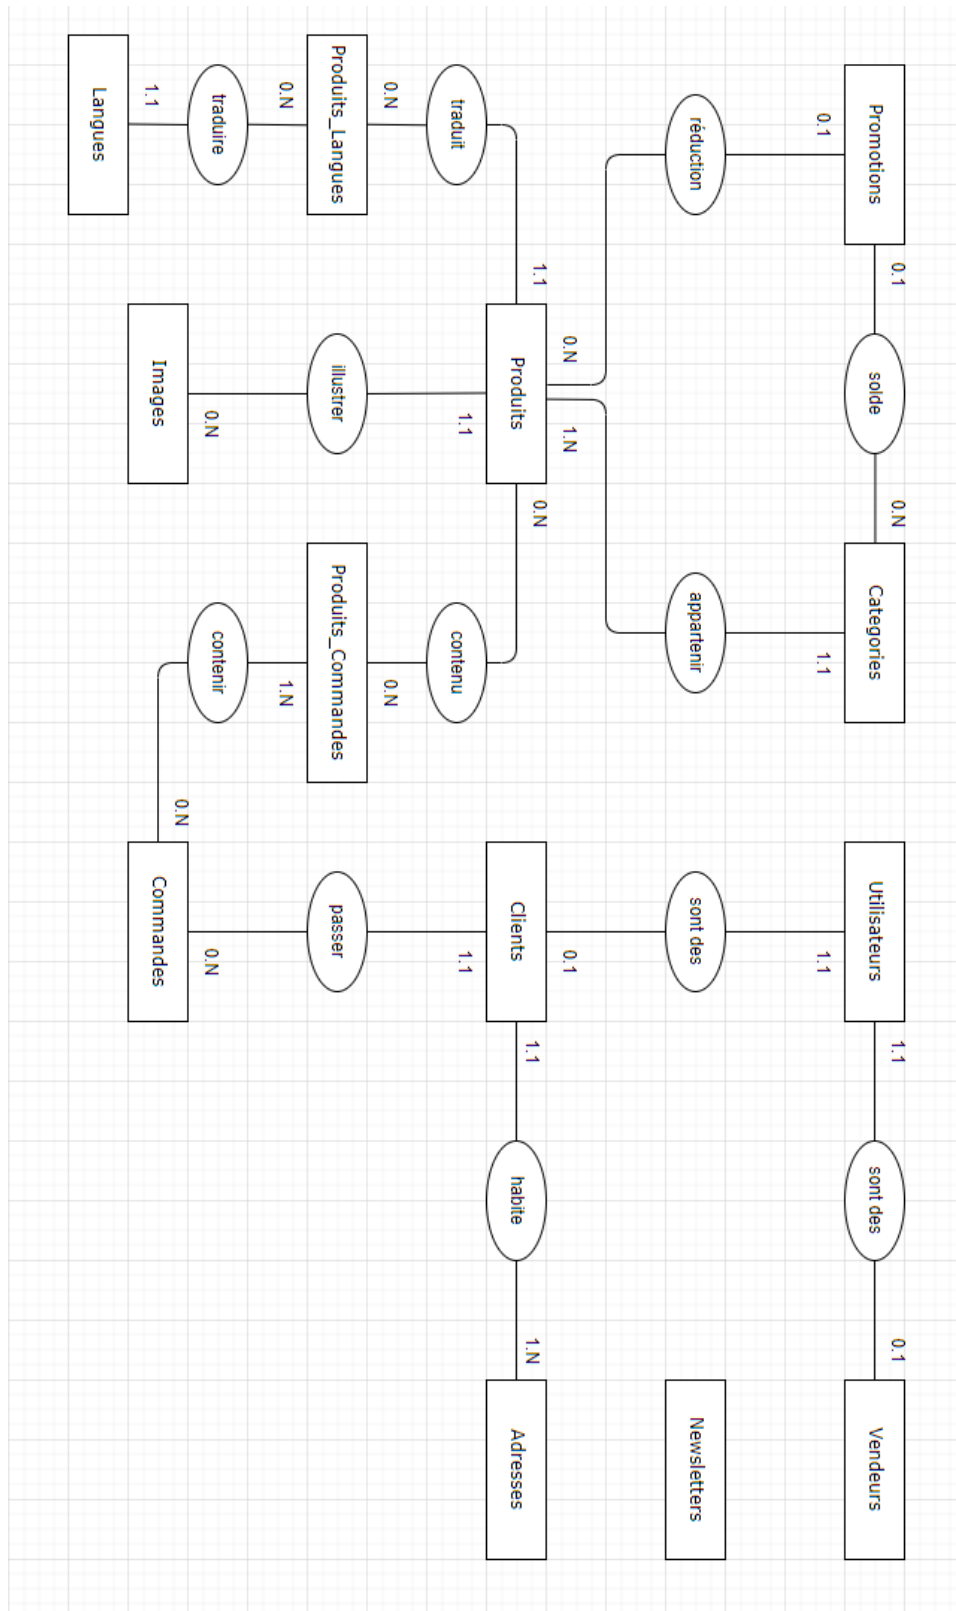 0.1
0.N
1.1
0.1
Promotions
solde
Categories
Utilisateurs
sont des
Vendeurs
0.1
1.1
1.1
réduction
appartenir
sont des
Newsletters
0.N
1.N
0.1
1.1
0.N
1.1
1.N
Produits
Clients
habite
Adresses
1.1
1.1
traduit
contenu
0.N
0.N
Produits_Langues
illustrer
Produits_Commandes
passer
0.N
1.N
traduire
contenir
0.N
0.N
0.N
1.1
Images
Commandes
Langues